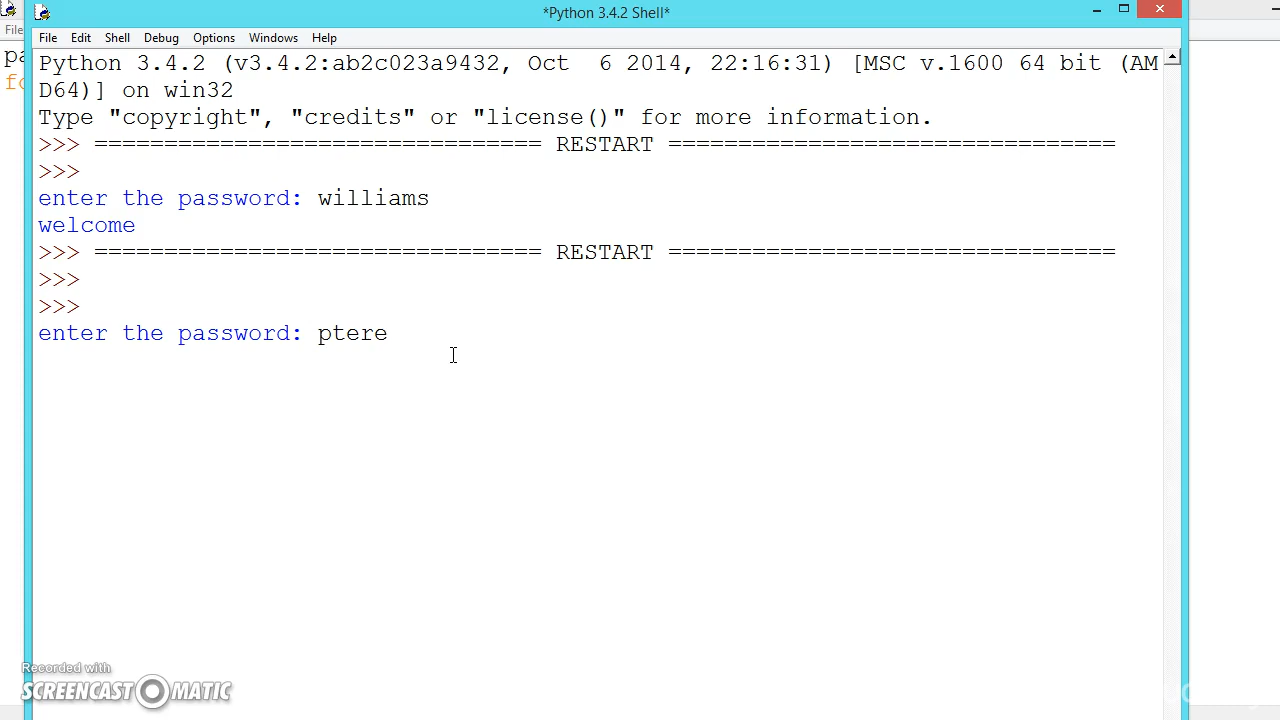 *Python 3.4.2 Shell*
File
File Edit Shell Debug Options Windows Help
Python 3.4.2 (v3.4.2:ab2c023a9432, Oct  6 2014, 22:16:31) [MSC v.1600 64 bit (AM
D64)] on win32
Type "copyright", "credits" or "license()" for more information.
>>> ================================ RESTART ================================
>>>
enter the password: williams
welcome
>>> ================================ RESTART ================================
>>>
>>>
enter the password: ptere
Recorded with
SCREENCAST MATIC